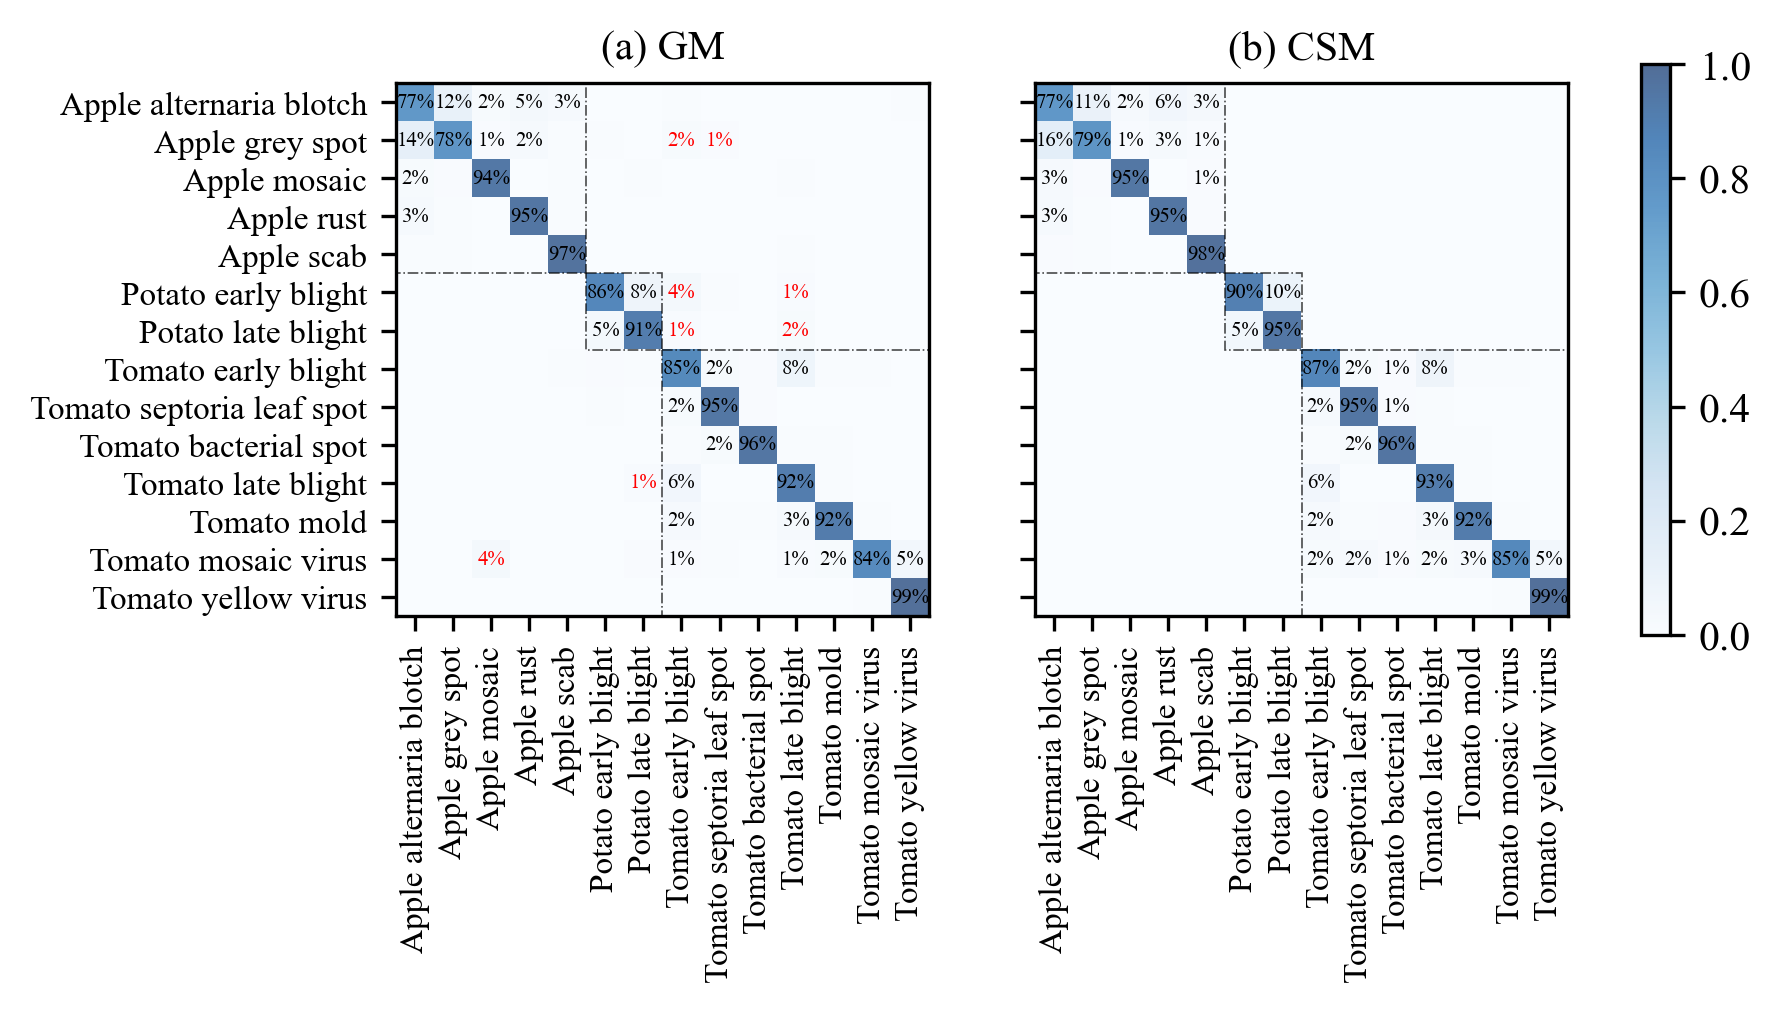 (a) GM
(b) CSM
Apple alternaria blotch 77% 12% 2% 5% 3% 77% 11% 2% 6% 3%
Apple grey spot 14% 78% 1% 2% 2% 1% 16% 79% 1% 3% 1%
Apple mosaic 2% 94% 3% 95% 1%
Apple rust 3% 95% 3% 95%
Apple scab 97% 98%
Potato early blight 86% 8% 4% 1% 90% 10%
Potato late blight 5% 91% 1% 2% 5% 95%
Tomato early blight 85% 2% 8% 87% 2% 1% 8%
Tomato septoria leaf spot 2% 95% 2% 95% 1%
Tomato bacterial spot 2% 96% 2% 96%
Tomato late blight 1% 6% 92% 6% 93%
Tomato mold 2% 3% 92% 2% 3% 92%
Tomato mosaic virus 4% 1% 1% 2% 84% 5% 2% 2% 1% 2% 3% 85% 5%
Tomato yellow virus 99% 99%
Apple alternaria blotch
Apple grey spot
Apple mosaic
Apple rust
Apple scab
Potato early blight
Potato late blight
Tomato early blight
Tomato septoria leaf spot
Tomato bacterial spot
Tomato late blight
Tomato mold
Tomato mosaic virus
Tomato yellow virus
Apple alternaria blotch
Apple grey spot
Apple mosaic
Apple rust
Apple scab
Potato early blight
Potato late blight
Tomato early blight
Tomato septoria leaf spot
Tomato bacterial spot
Tomato late blight
Tomato mold
Tomato mosaic virus
Tomato yellow virus
1.0
0.8
0.6
0.4
0.2
0.0